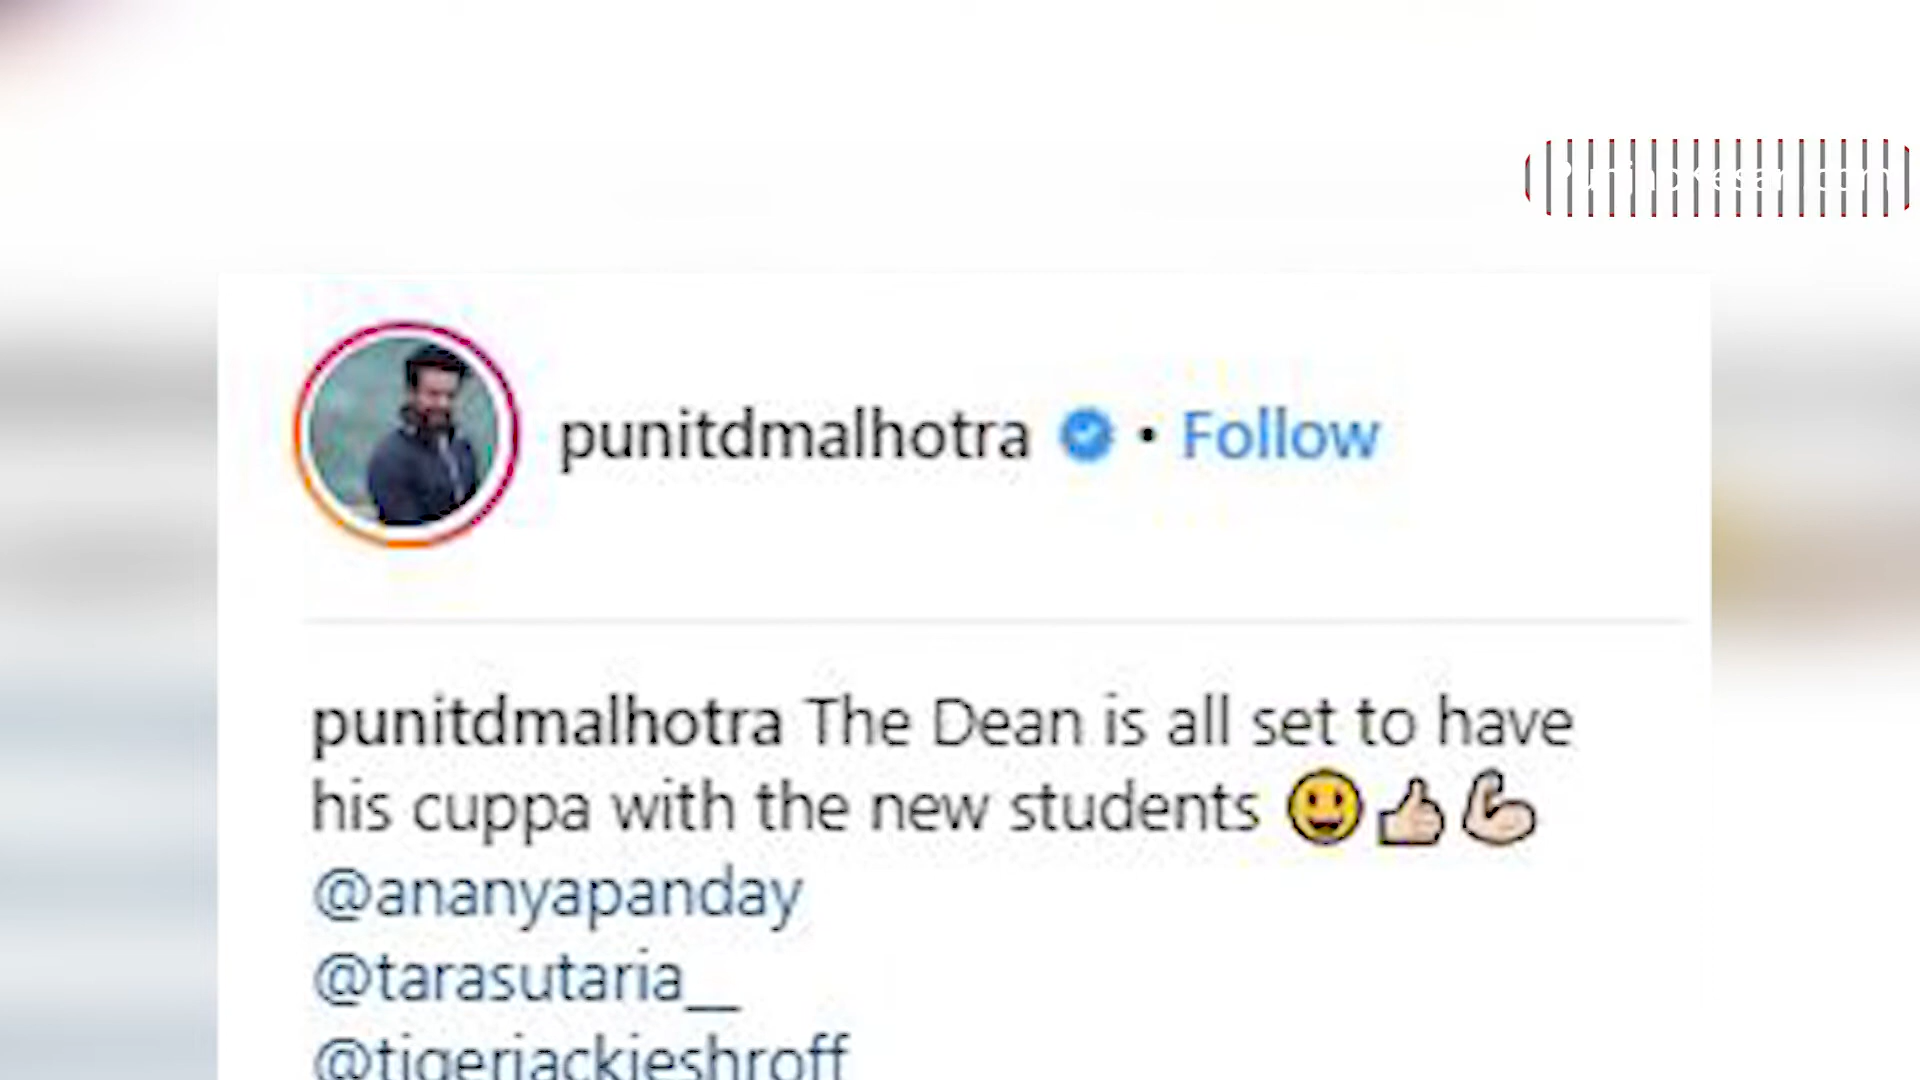 punitdmalhotra • Follow
punitdmalhotra The Dean is all set to have
his cuppa with the new students 😃👍💪
@ananyapanday
@tarasutaria__
@tigerjackieshroff